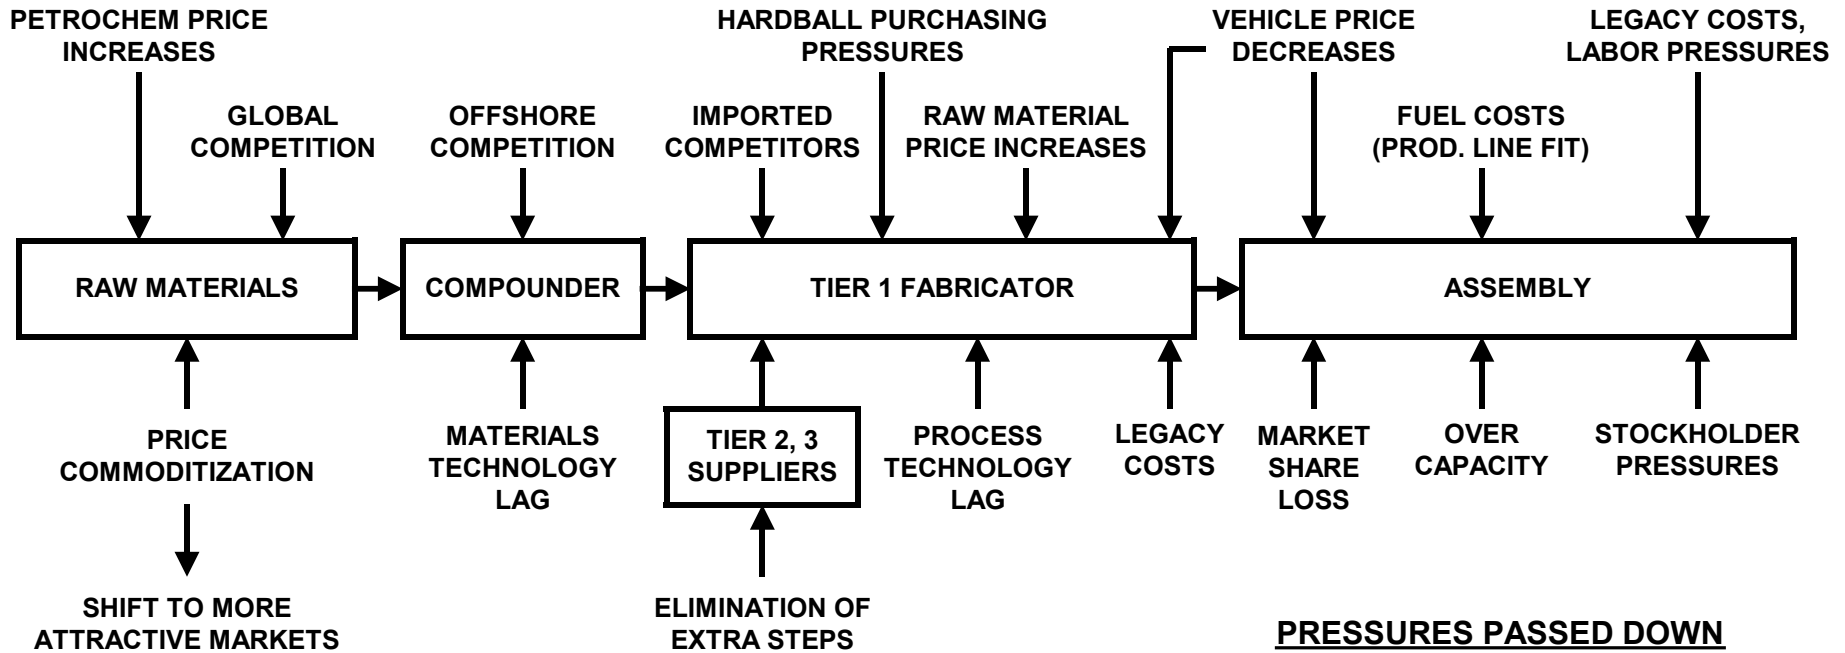 PETROCHEM PRICE
INCREASES
HARDBALL PURCHASING
PRESSURES
VEHICLE PRICE
DECREASES
LEGACY COSTS,
LABOR PRESSURES
GLOBAL
COMPETITION
OFFSHORE
COMPETITION
IMPORTED
COMPETITORS
RAW MATERIAL
PRICE INCREASES
FUEL COSTS
(PROD. LINE FIT)
RAW MATERIALS
COMPOUNDER
TIER 1 FABRICATOR
ASSEMBLY
PRICE
COMMODITIZATION
MATERIALS
TECHNOLOGY
LAG
TIER 2, 3
SUPPLIERS
PROCESS
TECHNOLOGY
LAG
LEGACY
COSTS
MARKET
SHARE
LOSS
OVER
CAPACITY
STOCKHOLDER
PRESSURES
SHIFT TO MORE
ATTRACTIVE MARKETS
ELIMINATION OF
EXTRA STEPS
PRESSURES PASSED DOWN